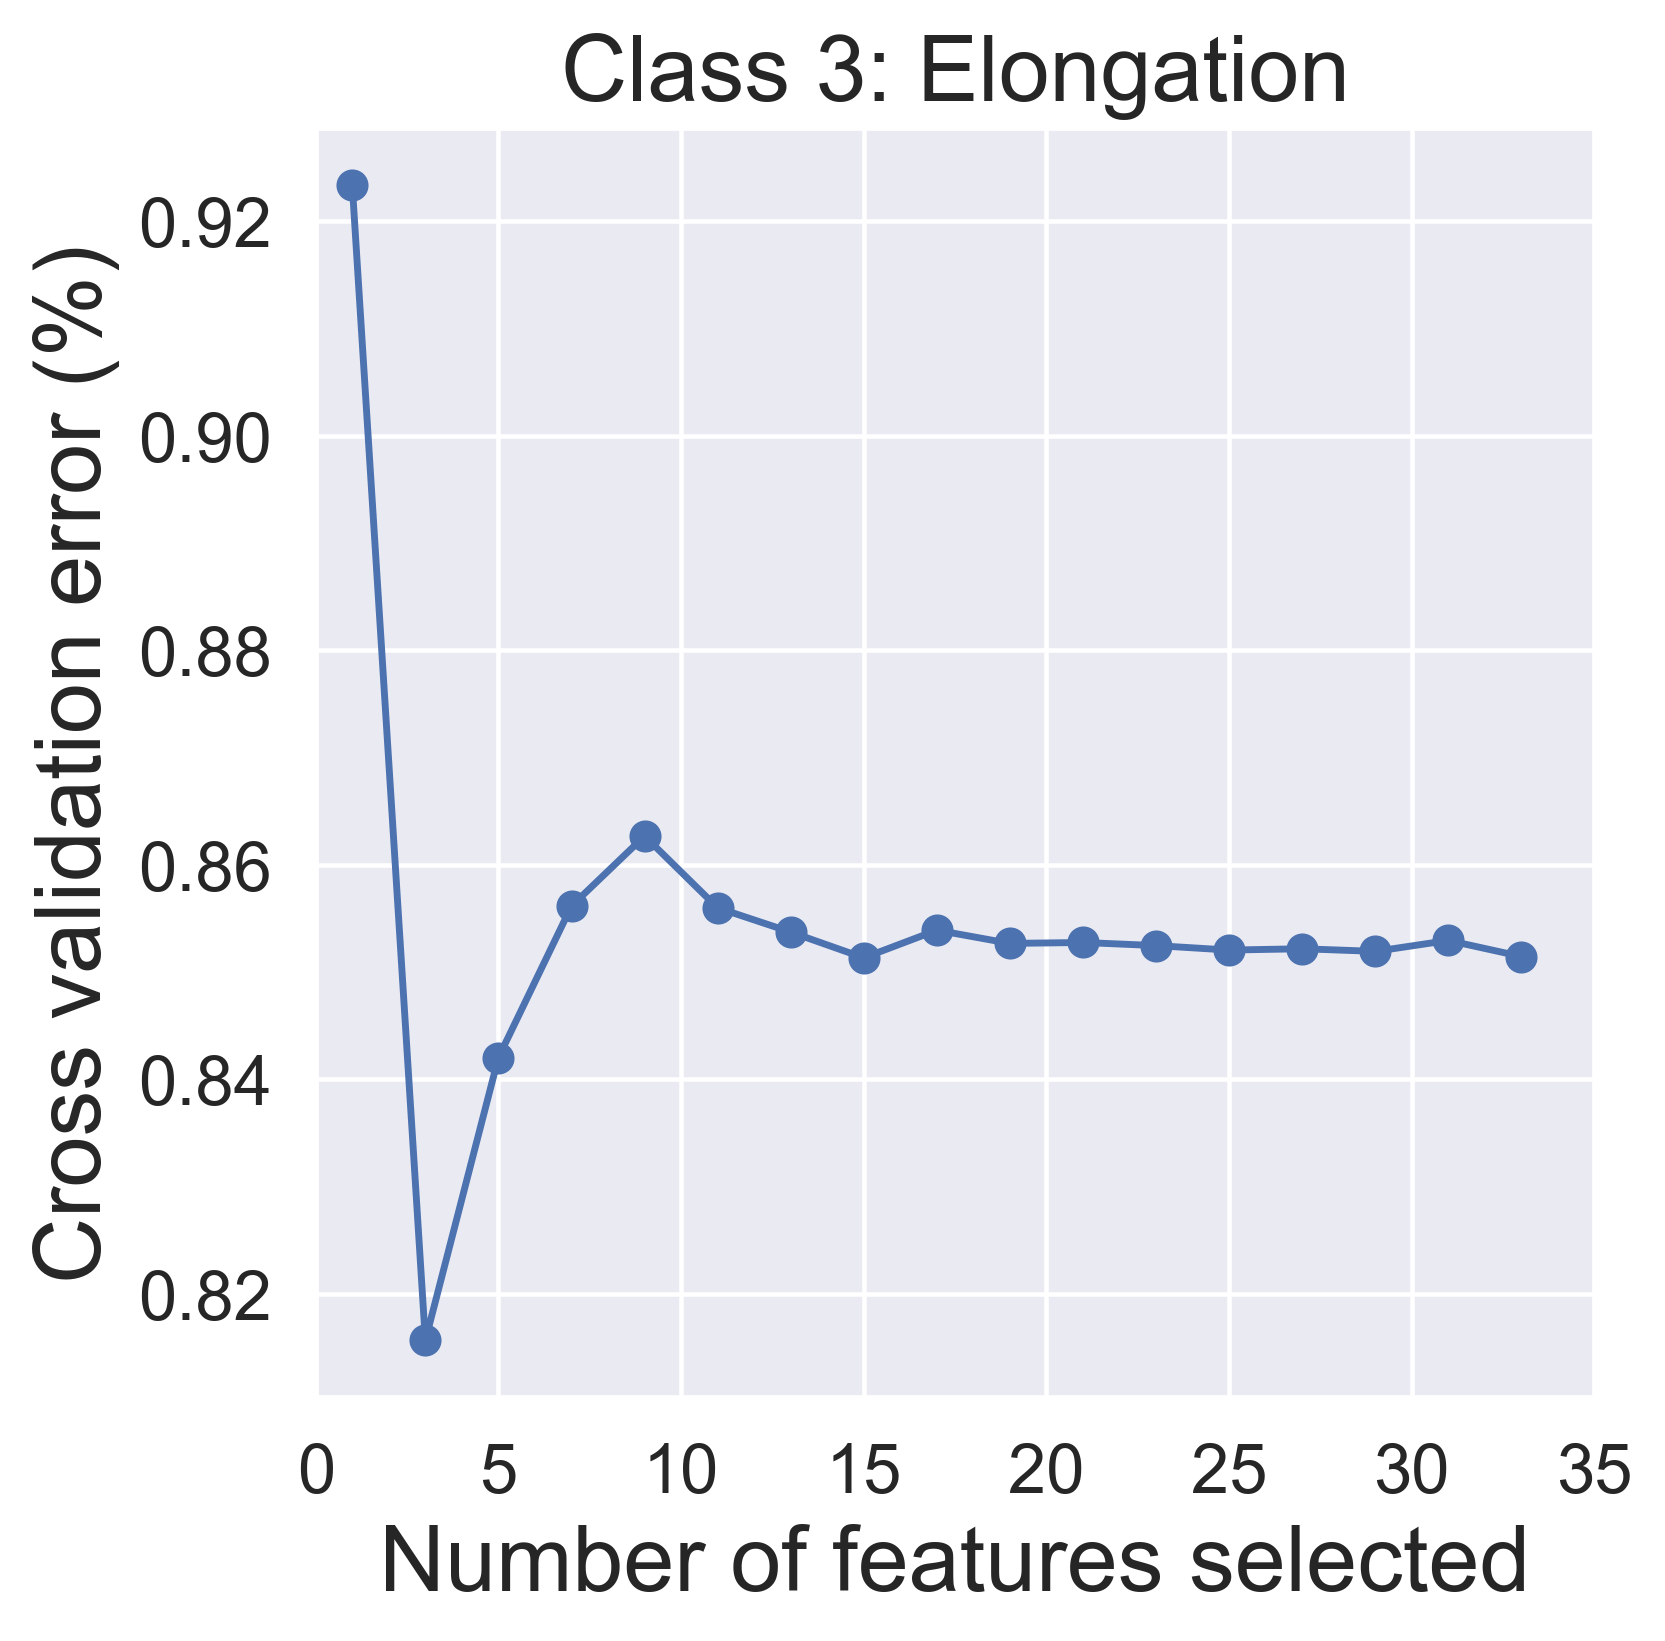 Class 3: Elongation
Cross validation error (%)
0.92
0.90
0.88
0.86
0.84
0.82
0 5 10 15 20 25 30 35
Number of features selected